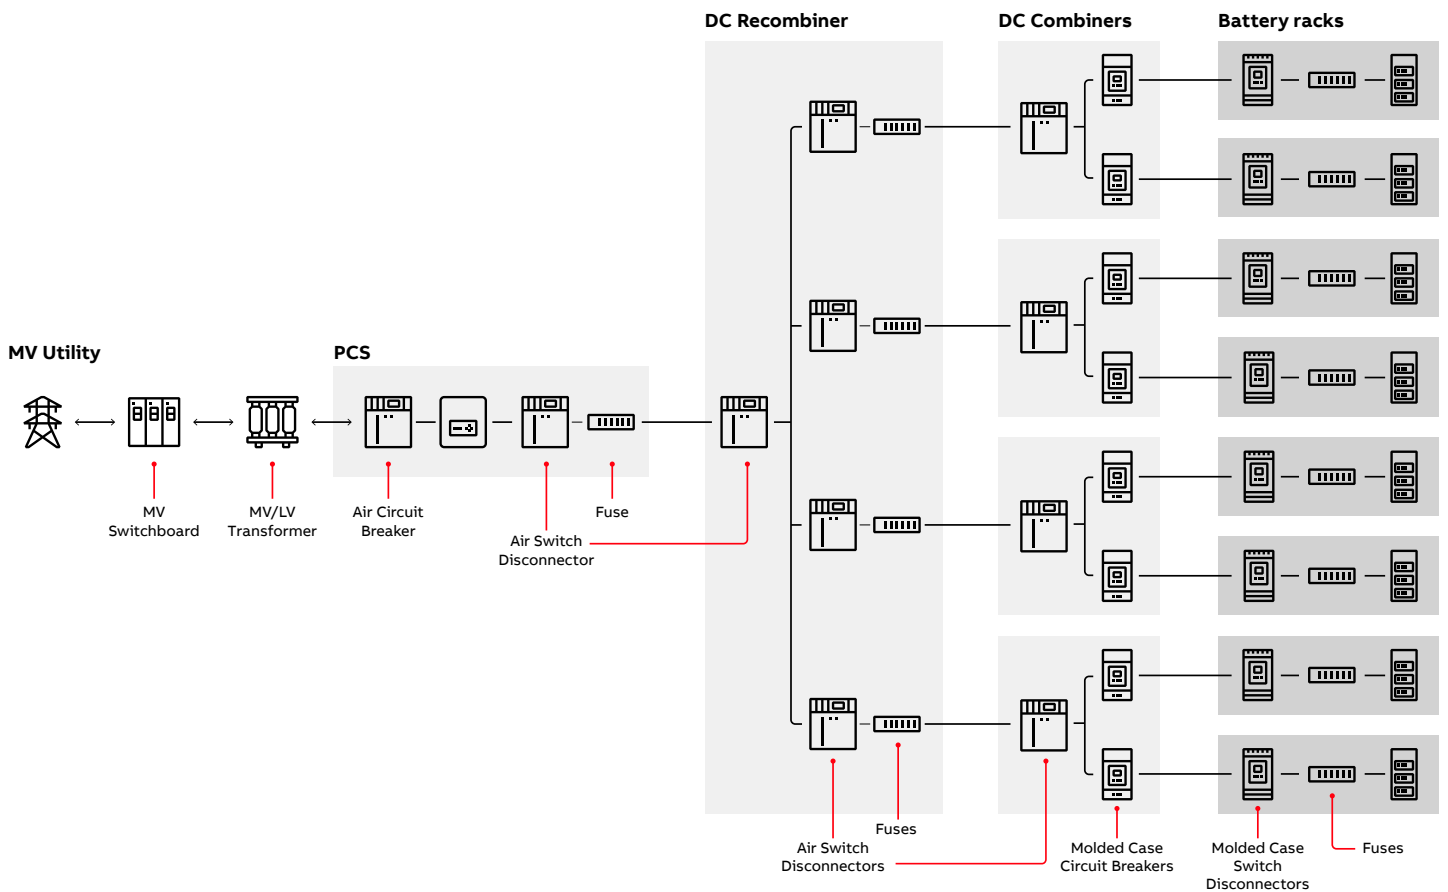 DC Recombiner
DC Combiners
Battery racks
MV Utility
PCS
MV
Switchboard
MV/LV
Transformer
Air Circuit
Breaker
Air Switch
Disconnector
Fuse
Fuses
Air Switch
Disconnectors
Molded Case
Circuit Breakers
Molded Case
Switch
Disconnectors
Fuses